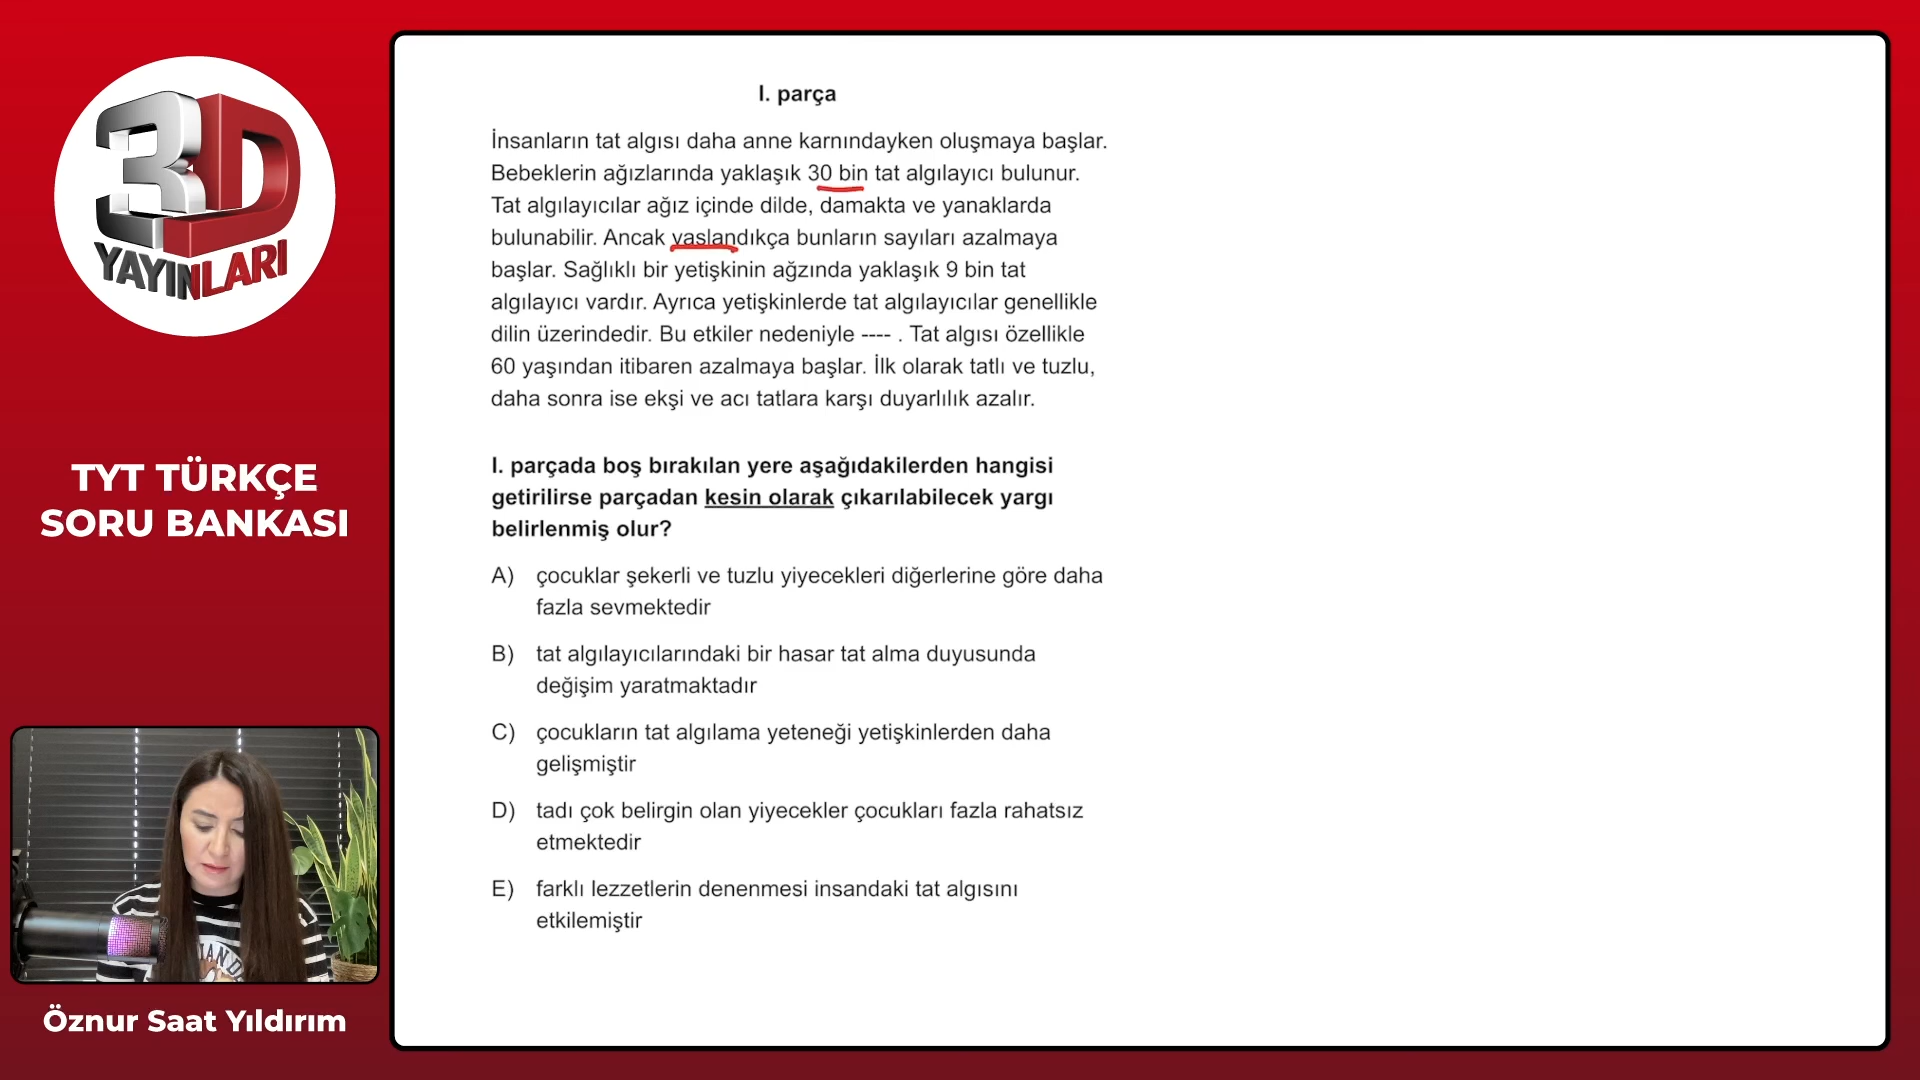 3D
YAYINLARI
TYT TÜRKÇE
SORU BANKASI
Öznur Saat Yıldırım
I. parça
İnsanların tat algısı daha anne karnındayken oluşmaya başlar.
Bebeklerin ağızlarında yaklaşık 30 bin tat algılayıcı bulunur.
Tat algılayıcılar ağız içinde dilde, damakta ve yanaklarda
bulunabilir. Ancak yaşlandıkça bunların sayıları azalmaya
başlar. Sağlıklı bir yetişkinin ağzında yaklaşık 9 bin tat
algılayıcı vardır. Ayrıca yetişkinlerde tat algılayıcılar genellikle
dilin üzerindedir. Bu etkiler nedeniyle ---- . Tat algısı özellikle
60 yaşından itibaren azalmaya başlar. İlk olarak tatlı ve tuzlu,
daha sonra ise ekşi ve acı tatlara karşı duyarlılık azalır.
I. parçada boş bırakılan yere aşağıdakilerden hangisi
getirilirse parçadan kesin olarak çıkarılabilecek yargı
belirlenmiş olur?
A) çocuklar şekerli ve tuzlu yiyecekleri diğerlerine göre daha
fazla sevmektedir
B) tat algılayıcılarındaki bir hasar tat alma duyusunda
değişim yaratmaktadır
C) çocukların tat algılama yeteneği yetişkinlerden daha
gelişmiştir
D) tadı çok belirgin olan yiyecekler çocukları fazla rahatsız
etmektedir
E) farklı lezzetlerin denenmesi insandaki tat algısını
etkilemiştir